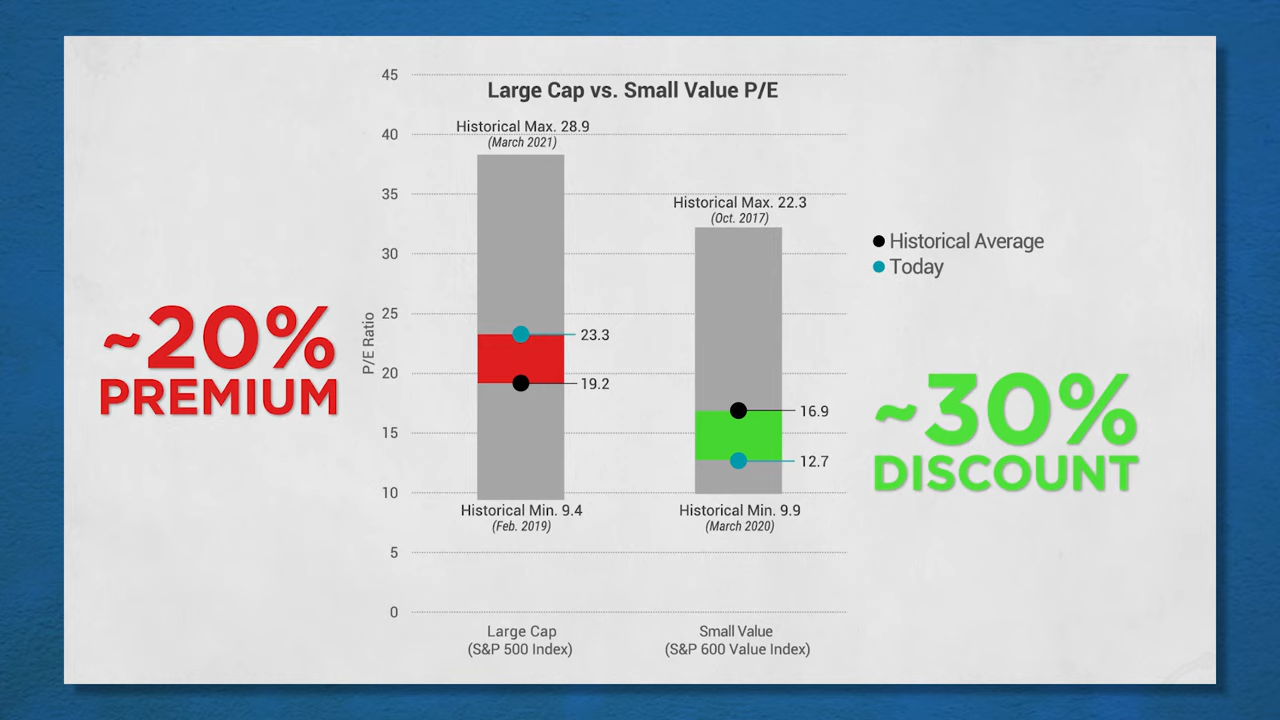 Large Cap vs. Small Value P/E
45
40
35
30
25
20
15
10
5
0
P/E Ratio
Historical Max. 28.9
(March 2021)
23.3
19.2
Historical Min. 9.4
(Feb. 2019)
Large Cap
(S&P 500 Index)
Historical Max. 22.3
(Oct. 2017)
16.9
12.7
Historical Min. 9.9
(March 2020)
Small Value
(S&P 600 Value Index)
Historical Average
Today
~20%
PREMIUM
~30%
DISCOUNT